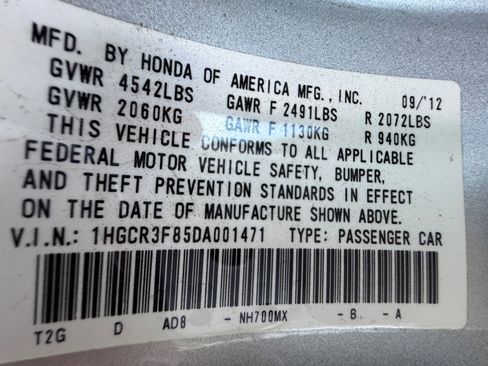 MFD. BY HONDA OF AMERICA MFG., INC. 09/'12
GVWR 4542LBS GAWR F 2491LBS R 2072LBS
GVWR 2060KG GAWR F 1130KG R 940KG
THIS VEHICLE CONFORMS TO ALL APPLICABLE
FEDERAL MOTOR VEHICLE SAFETY, BUMPER,
AND THEFT PREVENTION STANDARDS IN EFFECT
ON THE DATE OF MANUFACTURE SHOWN ABOVE.
V.I.N.: 1HGCR3F85DA001471 TYPE: PASSENGER CAR
T2G D AD8 - NH700MX - B - A